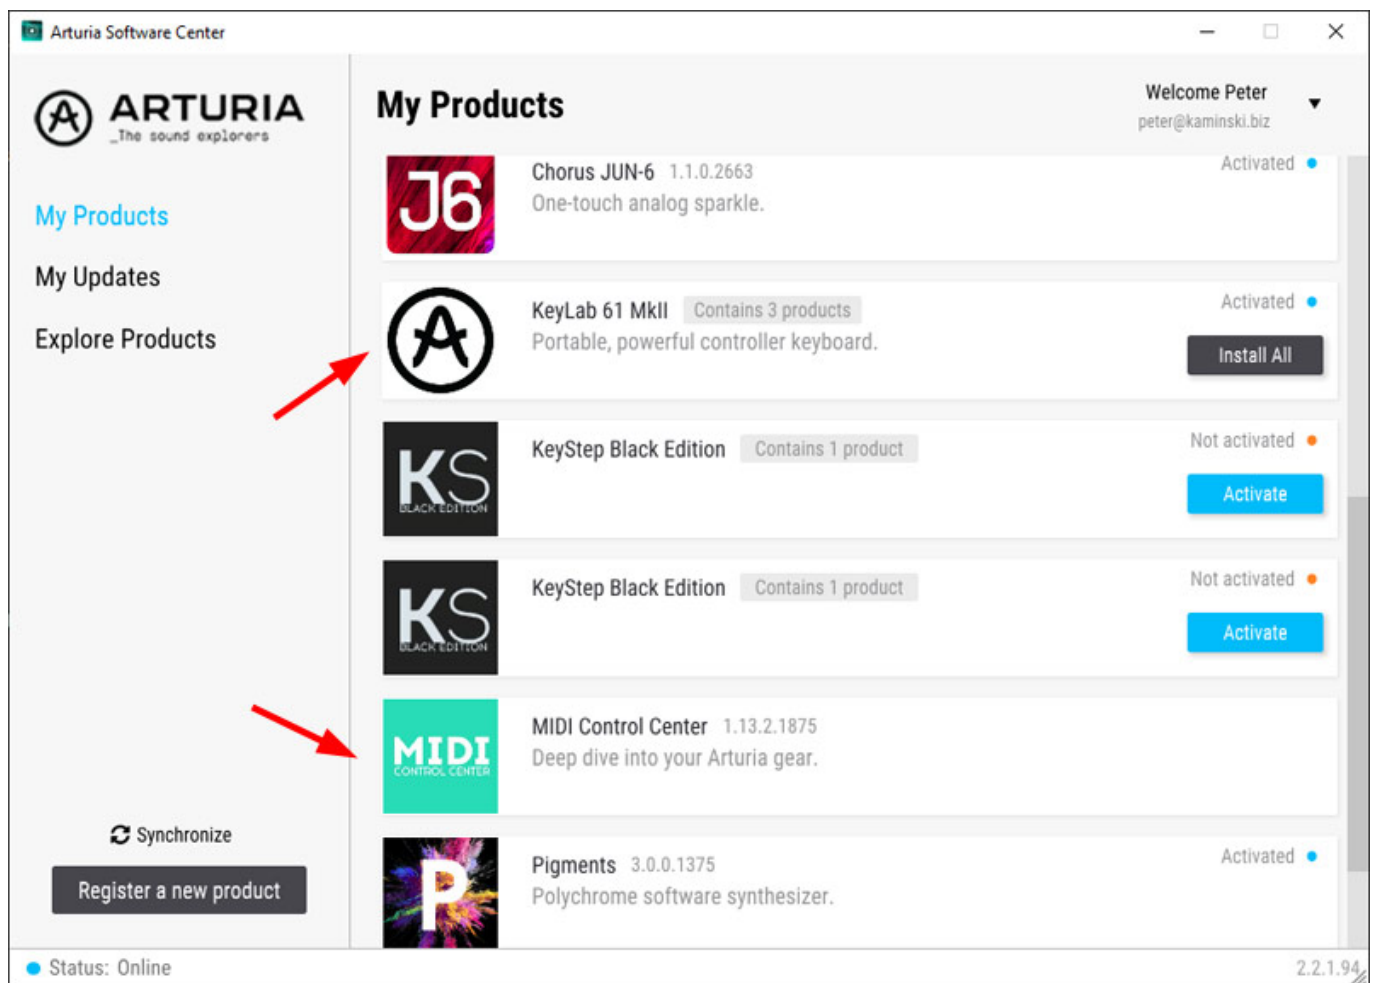 Arturia Software Center
ARTURIA
_The sound explorers
My Products
My Updates
Explore Products
Synchronize
Register a new product
My Products
Welcome Peter
peter@kaminski.biz
J6
Chorus JUN-6 1.1.0.2663
Activated
One-touch analog sparkle.
KeyLab 61 MkII Contains 3 products
Activated
Portable, powerful controller keyboard.
Install All
KS
BLACK EDITION
KeyStep Black Edition Contains 1 product
Not activated
Activate
KS
BLACK EDITION
KeyStep Black Edition Contains 1 product
Not activated
Activate
MIDI
CONTROL CENTER
MIDI Control Center 1.13.2.1875
Deep dive into your Arturia gear.
P
Pigments 3.0.0.1375
Activated
Polychrome software synthesizer.
Status: Online
2.2.1.94